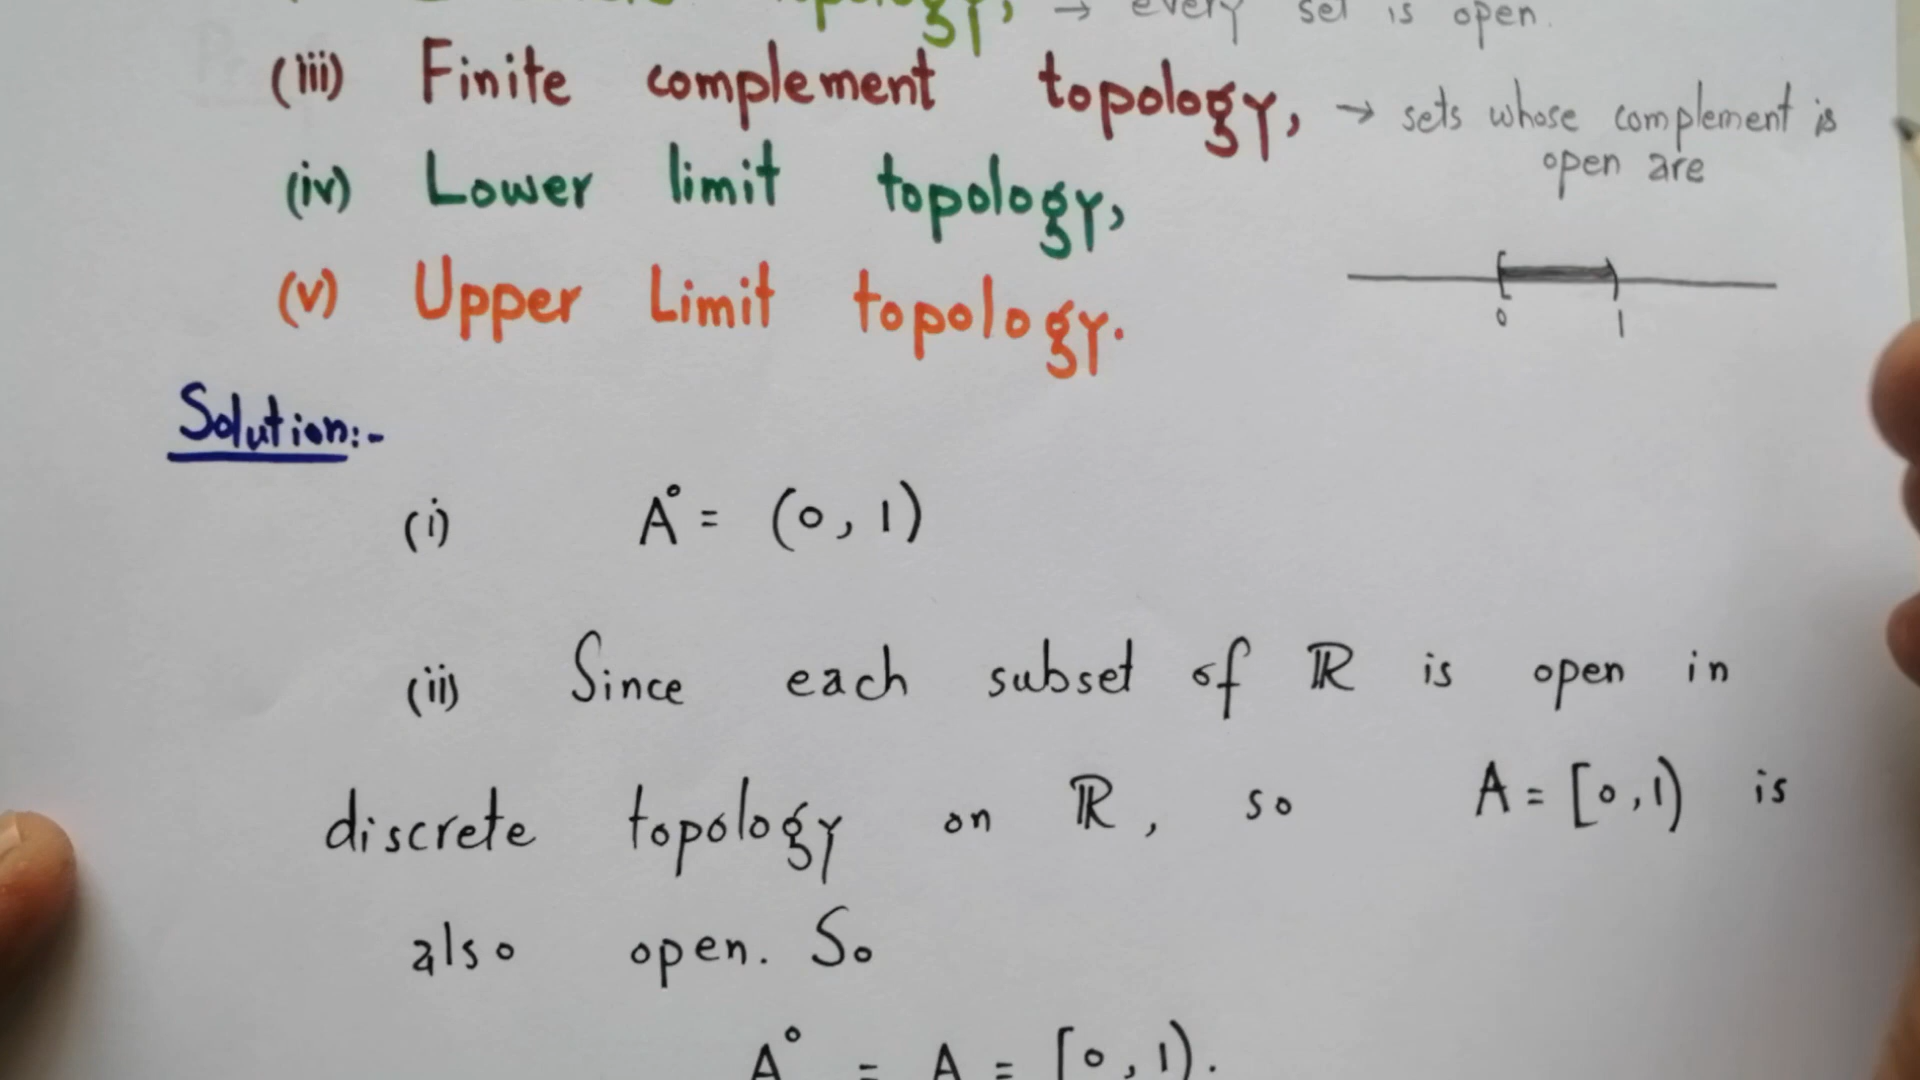 topology, → every set is open.
(iii) Finite complement topology, → sets whose complement is
open are
(iv) Lower limit topology,
(v) Upper Limit topology.
0 1
Solution:-
(i) A° = (0, 1)
(ii) Since each subset of ℝ is open in
discrete topology on ℝ, so A = [0,1) is
also open. So
A° = A = [0,1).